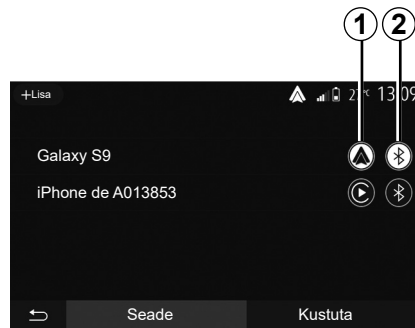 1 2
+Lisa 27°C 13:09
Galaxy S9
iPhone de A013853
Seade Kustuta